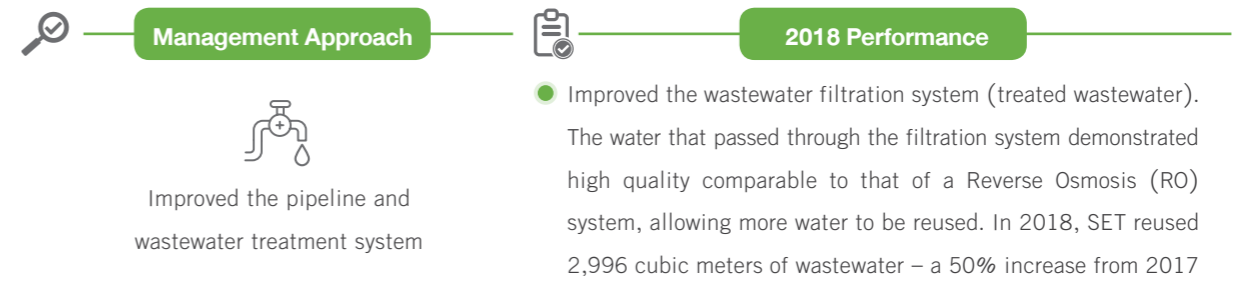 Management Approach
2018 Performance
Improved the pipeline and
wastewater treatment system
Improved the wastewater filtration system (treated wastewater).
The water that passed through the filtration system demonstrated
high quality comparable to that of a Reverse Osmosis (RO)
system, allowing more water to be reused. In 2018, SET reused
2,996 cubic meters of wastewater – a 50% increase from 2017